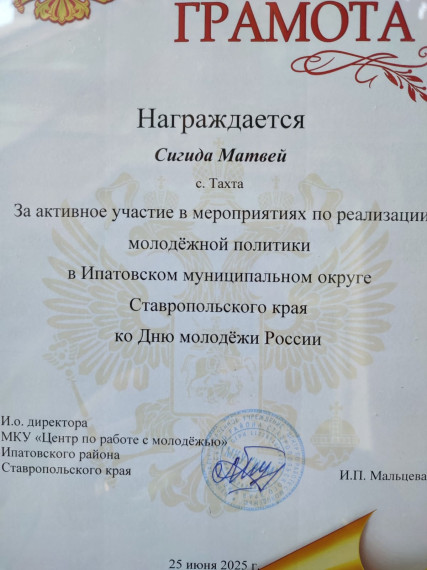 ГРАМОТА
Награждается
Сигида Матвей
с. Тахта
За активное участие в мероприятиях по реализации
молодёжной политики
в Ипатовском муниципальном округе
Ставропольского края
ко Дню молодёжи России
И.о. директора
МКУ «Центр по работе с молодёжью»
Ипатовского района
Ставропольского края
И.П. Мальцева
25 июня 2025 г.